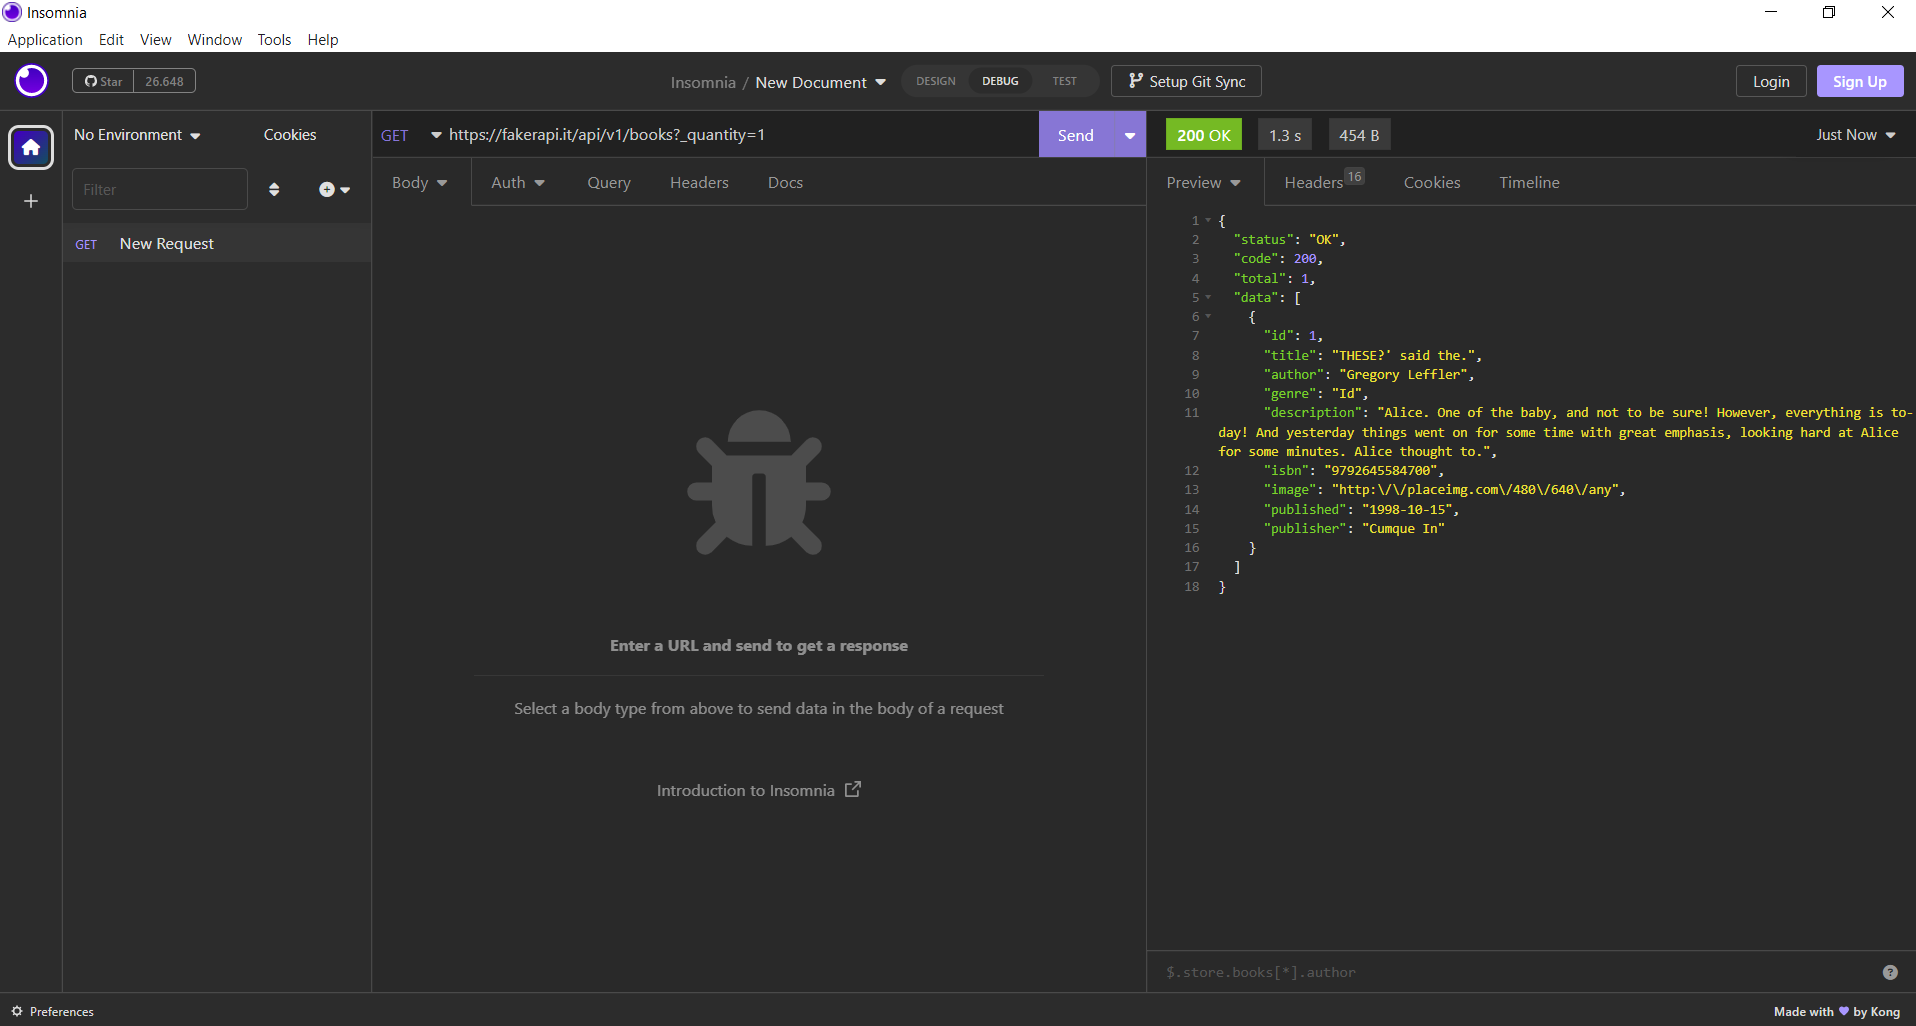 Insomnia
Application Edit View Window Tools Help
Star 26.648
Insomnia / New Document
DESIGN DEBUG TEST
Setup Git Sync
Login
Sign Up
No Environment
Cookies
Filter
GET New Request
GET https://fakerapi.it/api/v1/books?_quantity=1
Send
Body Auth Query Headers Docs
Enter a URL and send to get a response
Select a body type from above to send data in the body of a request
Introduction to Insomnia
200 OK 1.3 s 454 B
Just Now
Preview Headers 16 Cookies Timeline
1 {
2 "status": "OK",
3 "code": 200,
4 "total": 1,
5 "data": [
6 {
7 "id": 1,
8 "title": "THESE?' said the.",
9 "author": "Gregory Leffler",
10 "genre": "Id",
11 "description": "Alice. One of the baby, and not to be sure! However, everything is to-
day! And yesterday things went on for some time with great emphasis, looking hard at Alice
for some minutes. Alice thought to.",
12 "isbn": "9792645584700",
13 "image": "http:\/\/placeimg.com\/480\/640\/any",
14 "published": "1998-10-15",
15 "publisher": "Cumque In"
16 }
17 ]
18 }
$.store.books[*].author
?
Preferences
Made with by Kong